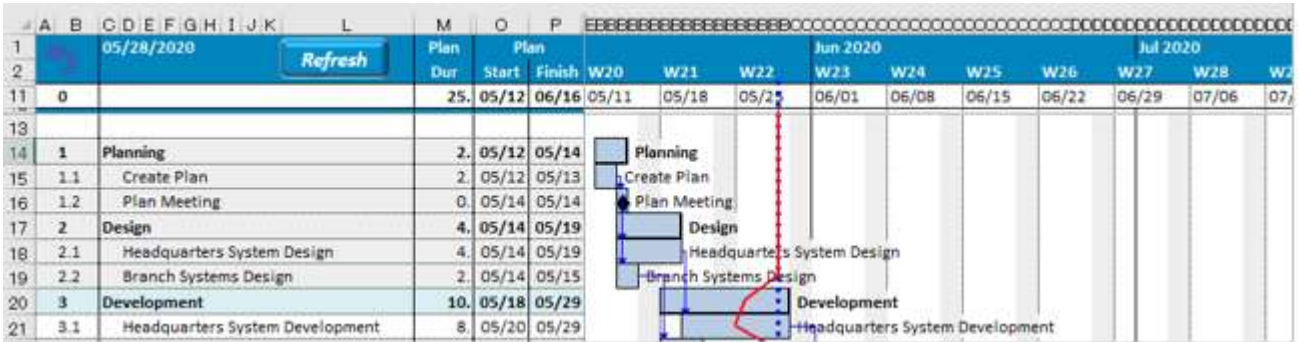 A B C D E F G H I J K L M O P
1 05/28/2020 Refresh Plan Plan Jun 2020 Jul 2020
2 Dur Start Finish W20 W21 W22 W23 W24 W25 W26 W27 W28
11 0 25. 05/12 06/16 05/11 05/18 05/25 06/01 06/08 06/15 06/22 06/29 07/06 07/
13
14 1 Planning 2. 05/12 05/14 Planning
15 1.1 Create Plan 2. 05/12 05/13 Create Plan
16 1.2 Plan Meeting 0. 05/14 05/14 Plan Meeting
17 2 Design 4. 05/14 05/19 Design
18 2.1 Headquarters System Design 4. 05/14 05/19 Headquarters System Design
19 2.2 Branch Systems Design 2. 05/14 05/15 Branch Systems Design
20 3 Development 10. 05/18 05/29 Development
21 3.1 Headquarters System Development 8. 05/20 05/29 Headquarters System Development